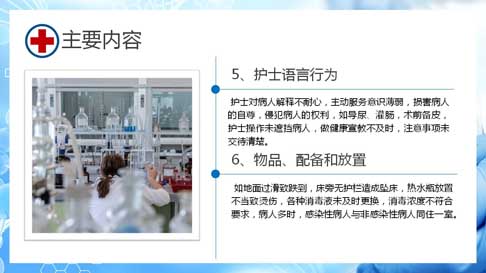 主要内容
5、护士语言行为
护士对病人解释不耐心，主动服务意识薄弱，损害病人
的自尊，侵犯病人的权利，如导尿、灌肠，术前备皮，
护士操作未遮挡病人，做健康宣教不及时，注意事项未
交待清楚。
6、物品、配备和放置
如地面过滑致跌到，床旁无护栏造成坠床，热水瓶放置
不当致烫伤，各种消毒液未及时更换，消毒浓度不符合
要求，病人多时，感染性病人与非感染性病人同住一室。